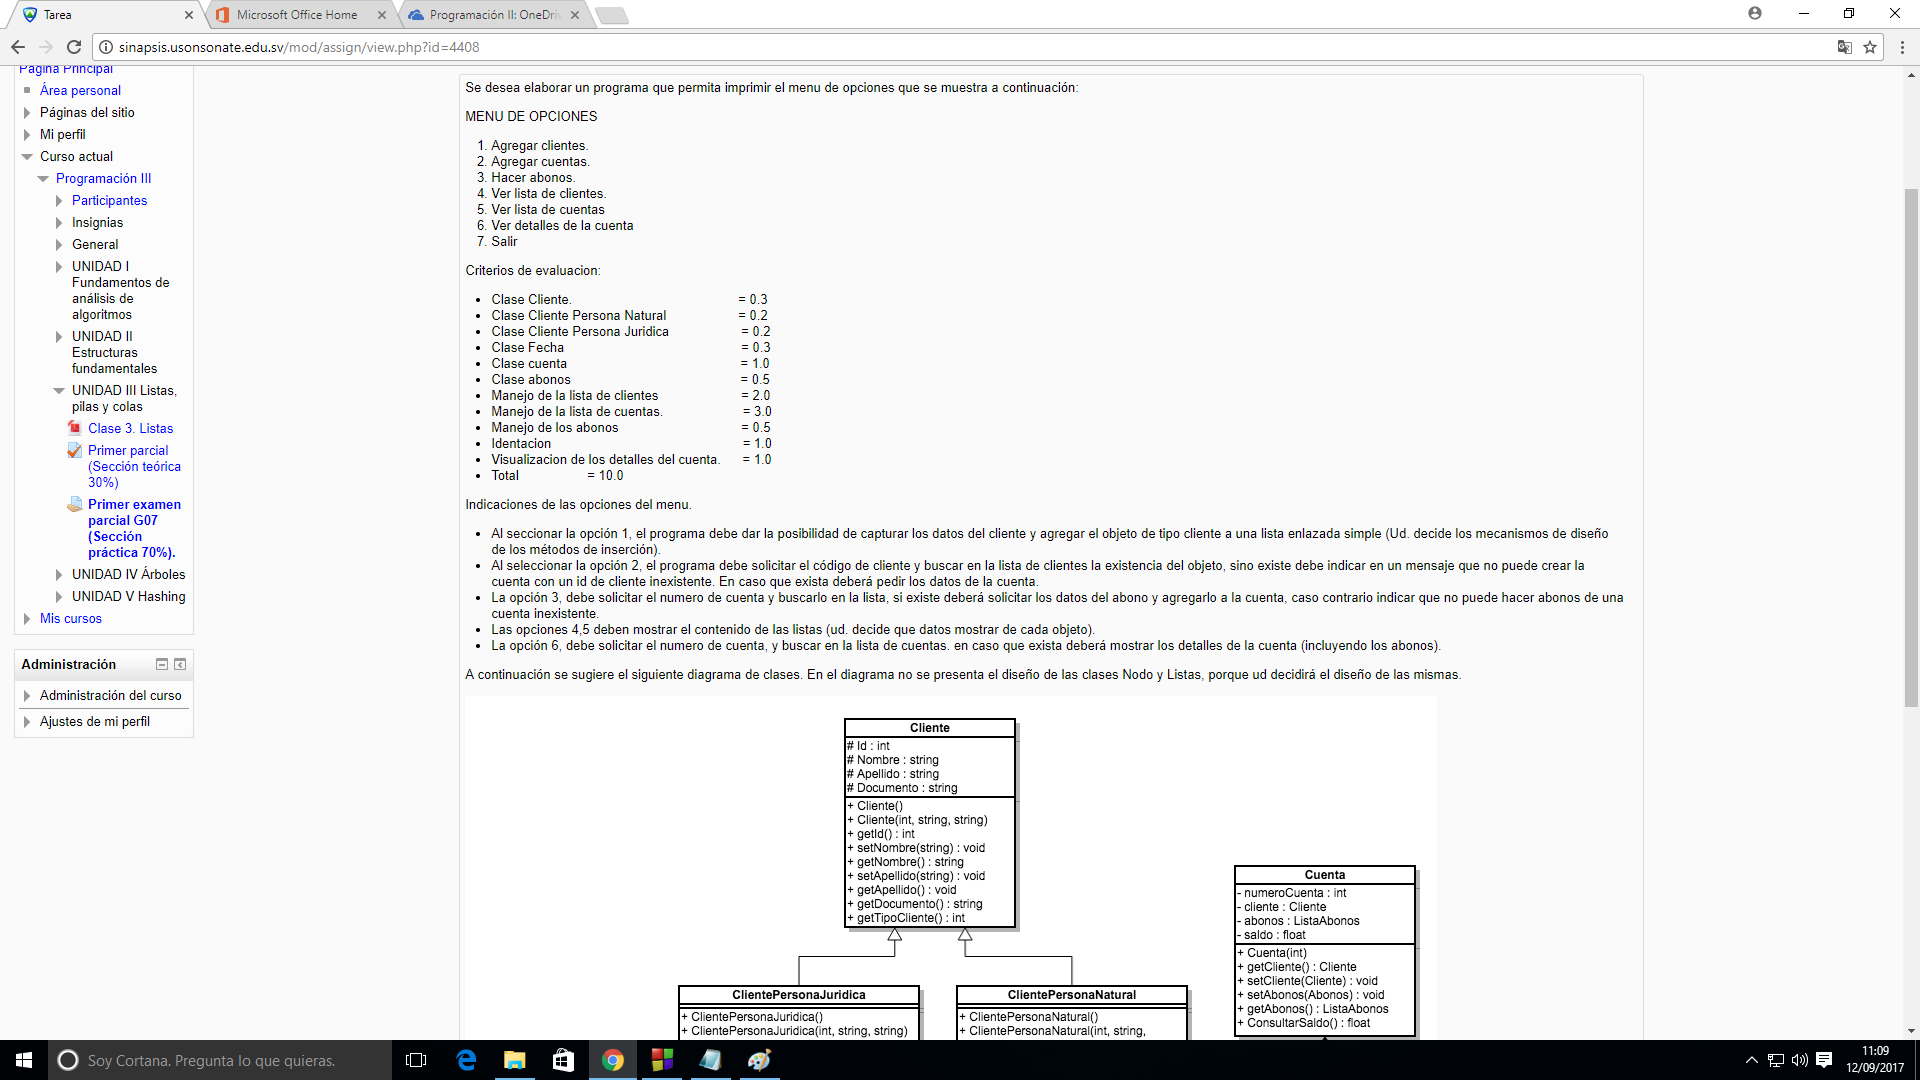 Tarea
Microsoft Office Home
Programación II: OneDri
sinapsis.usonsonate.edu.sv/mod/assign/view.php?id=4408
Página Principal
Área personal
Páginas del sitio
Mi perfil
Curso actual
Programación III
Participantes
Insignias
General
UNIDAD I
Fundamentos de
análisis de
algoritmos
UNIDAD II
Estructuras
fundamentales
UNIDAD III Listas,
pilas y colas
Clase 3. Listas
Primer parcial
(Sección teórica
30%)
Primer examen
parcial G07
(Sección
práctica 70%).
UNIDAD IV Árboles
UNIDAD V Hashing
Mis cursos
Administración
Administración del curso
Ajustes de mi perfil
Se desea elaborar un programa que permita imprimir el menu de opciones que se muestra a continuación:
MENU DE OPCIONES
1. Agregar clientes.
2. Agregar cuentas.
3. Hacer abonos.
4. Ver lista de clientes.
5. Ver lista de cuentas
6. Ver detalles de la cuenta
7. Salir
Criterios de evaluacion:
• Clase Cliente. = 0.3
• Clase Cliente Persona Natural = 0.2
• Clase Cliente Persona Juridica = 0.2
• Clase Fecha = 0.3
• Clase cuenta = 1.0
• Clase abonos = 0.5
• Manejo de la lista de clientes = 2.0
• Manejo de la lista de cuentas. = 3.0
• Manejo de los abonos = 0.5
• Identacion = 1.0
• Visualizacion de los detalles del cuenta. = 1.0
• Total = 10.0
Indicaciones de las opciones del menu.
• Al seccionar la opción 1, el programa debe dar la posibilidad de capturar los datos del cliente y agregar el objeto de tipo cliente a una lista enlazada simple (Ud. decide los mecanismos de diseño
de los métodos de inserción).
• Al seleccionar la opción 2, el programa debe solicitar el código de cliente y buscar en la lista de clientes la existencia del objeto, sino existe debe indicar en un mensaje que no puede crear la
cuenta con un id de cliente inexistente. En caso que exista deberá pedir los datos de la cuenta.
• La opción 3, debe solicitar el numero de cuenta y buscarlo en la lista, si existe deberá solicitar los datos del abono y agregarlo a la cuenta, caso contrario indicar que no puede hacer abonos de una
cuenta inexistente.
• Las opciones 4,5 deben mostrar el contenido de las listas (ud. decide que datos mostrar de cada objeto).
• La opción 6, debe solicitar el numero de cuenta, y buscar en la lista de cuentas. en caso que exista deberá mostrar los detalles de la cuenta (incluyendo los abonos).
A continuación se sugiere el siguiente diagrama de clases. En el diagrama no se presenta el diseño de las clases Nodo y Listas, porque ud decidirá el diseño de las mismas.
Cliente
# Id : int
# Nombre : string
# Apellido : string
# Documento : string
+ Cliente()
+ Cliente(int, string, string)
+ getId() : int
+ setNombre(string) : void
+ getNombre() : string
+ setApellido(string) : void
+ getApellido() : void
+ getDocumento() : string
+ getTipoCliente() : int
Cuenta
- numeroCuenta : int
- cliente : Cliente
- abonos : ListaAbonos
- saldo : float
+ Cuenta(int)
+ getCliente() : Cliente
+ setCliente(Cliente) : void
+ setAbonos(Abonos) : void
+ getAbonos() : ListaAbonos
+ ConsultarSaldo() : float
ClientePersonaJuridica
+ ClientePersonaJuridica()
+ ClientePersonaJuridica(int, string, string)
ClientePersonaNatural
+ ClientePersonaNatural()
+ ClientePersonaNatural(int, string,
Soy Cortana. Pregunta lo que quieras.
11:09
12/09/2017